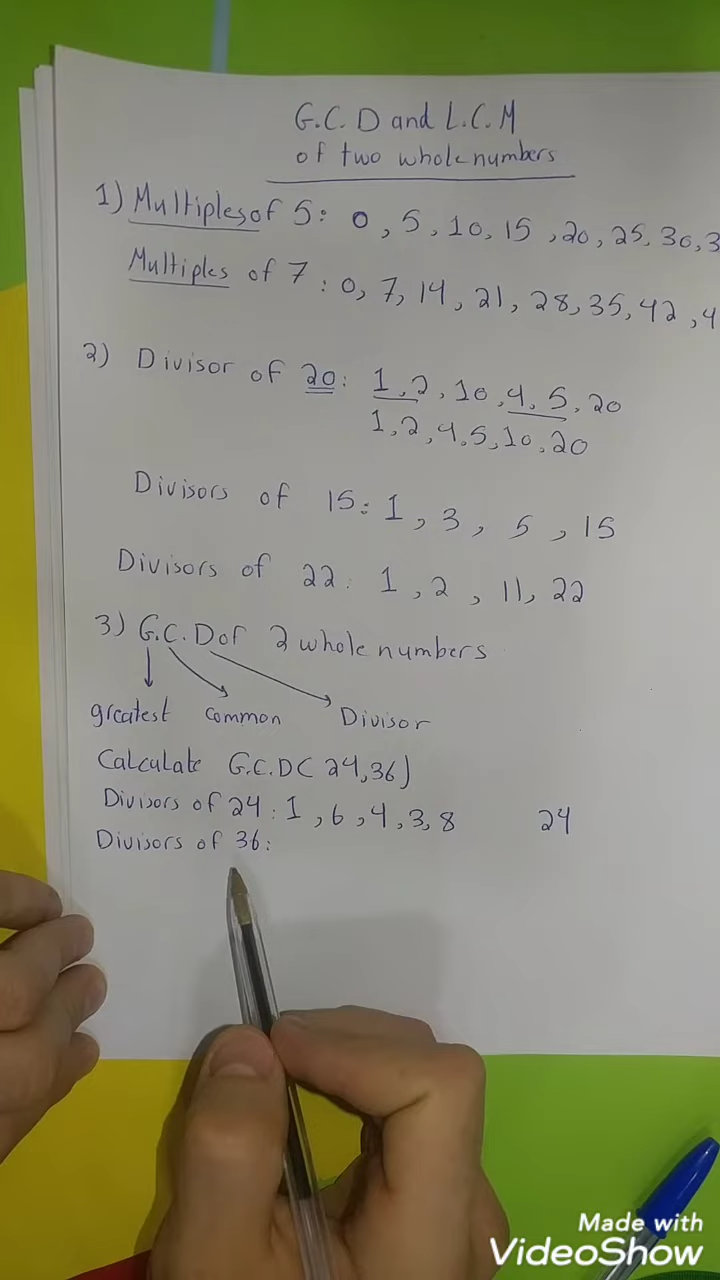 G.C.D and L.C.M
of two whole numbers
1) Multiples of 5: 0, 5, 10, 15, 20, 25, 30, 3
Multiples of 7: 0, 7, 14, 21, 28, 35, 42, 4
2) Divisor of 20: 1, 2, 10, 4, 5, 20
1, 2, 4, 5, 10, 20
Divisors of 15: 1, 3, 5, 15
Divisors of 22: 1, 2, 11, 22
3) G.C.D of 2 whole numbers
greatest common Divisor
Calculate G.C.D(24,36)
Divisors of 24: 1, 6, 4, 3, 8 24
Divisors of 36:
Made with
VideoShow